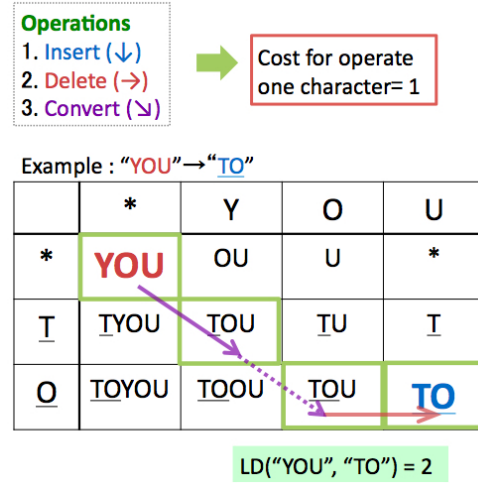 Operations
1. Insert (↓)
2. Delete (→)
3. Convert (↘)
Cost for operate
one character= 1
Example : “YOU”→“TO”
* Y O U
* YOU OU U *
T TYOU TOU TU T
O TOYOU TOOU TOU TO
LD(“YOU”, “TO”) = 2